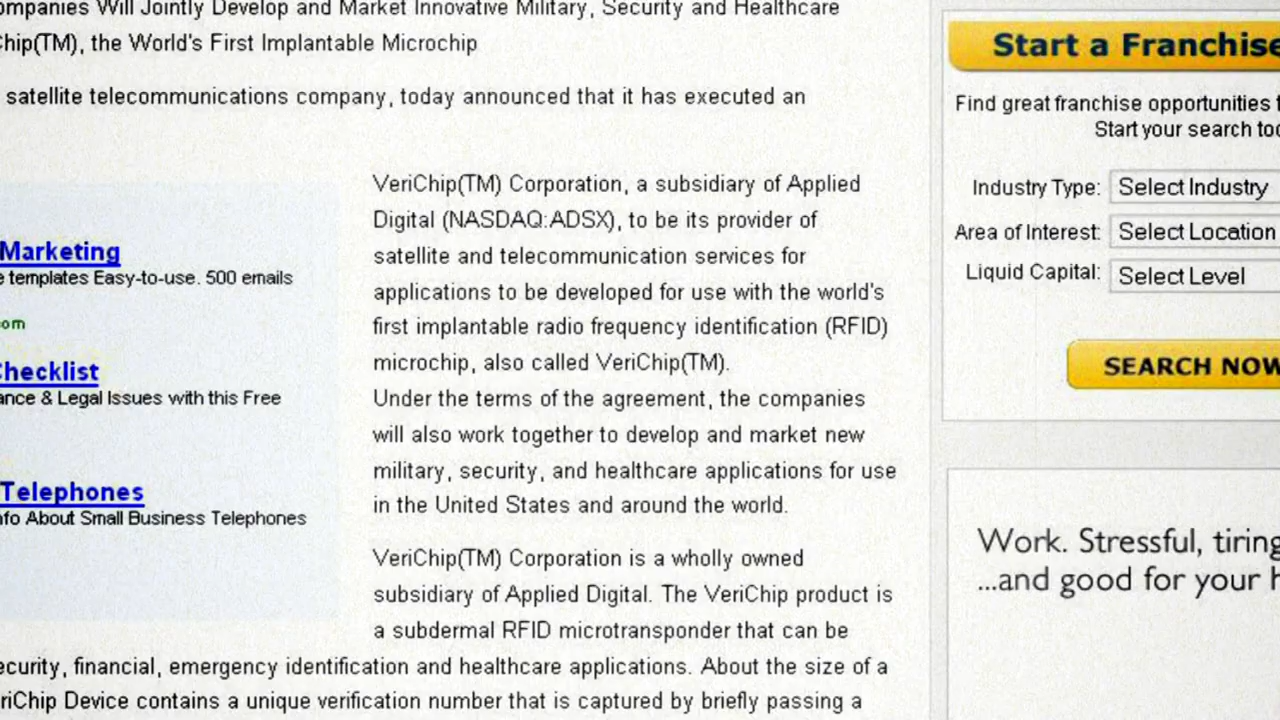 ompanies Will Jointly Develop and Market Innovative Military, Security and Healthcare
Chip(TM), the World's First Implantable Microchip
satellite telecommunications company, today announced that it has executed an
VeriChip(TM) Corporation, a subsidiary of Applied
Digital (NASDAQ:ADSX), to be its provider of
satellite and telecommunication services for
applications to be developed for use with the world's
first implantable radio frequency identification (RFID)
microchip, also called VeriChip(TM).
Under the terms of the agreement, the companies
will also work together to develop and market new
military, security, and healthcare applications for use
in the United States and around the world.
VeriChip(TM) Corporation is a wholly owned
subsidiary of Applied Digital. The VeriChip product is
a subdermal RFID microtransponder that can be
ecurity, financial, emergency identification and healthcare applications. About the size of a
riChip Device contains a unique verification number that is captured by briefly passing a
Marketing
e templates Easy-to-use. 500 emails
om
Checklist
ance & Legal Issues with this Free
Telephones
nfo About Small Business Telephones
Start a Franchise
Find great franchise opportunities
Start your search
Industry Type: Select Industry
Area of Interest: Select Location
Liquid Capital: Select Level
SEARCH NOW
Work. Stressful, tiring
...and good for your